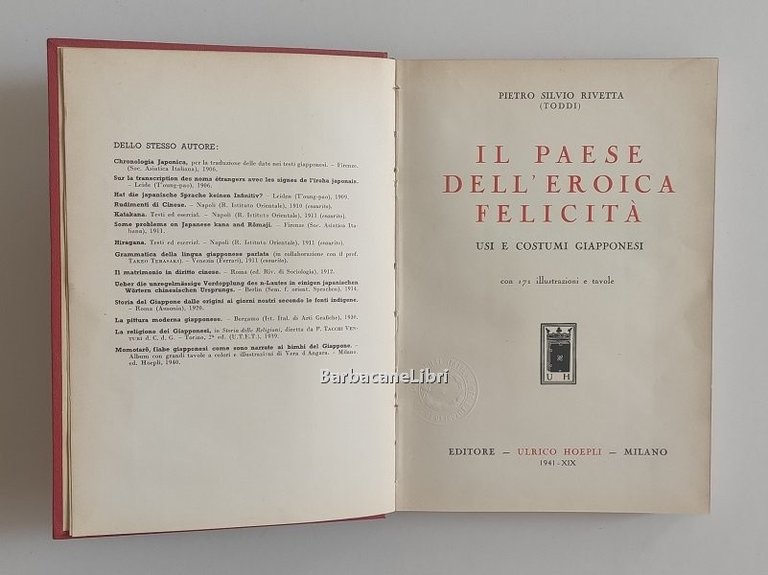 DELLO STESSO AUTORE:
Chronologia Japonica, per la traduzione delle date nei testi giapponesi. – Firenze.
(Soc. Asiatica Italiana), 1906.
Sur la transcription des noms étrangers avec les signes de l'iroha japonais.
– Leide (T'oung-pao), 1906.
Hat die japanische Sprache keinen Infinitiv? – Leiden (T'oung-pao), 1909.
Rudimenti di Cinese. – Napoli (R. Istituto Orientale), 1910 (esaurito).
Katakana. Testi ed esercizî. – Napoli (R. Istituto Orientale), 1911 (esaurito).
Some problems on Japanese kana and Rômaji. – Firenze (Soc. Asiatica Ita
liana), 1911.
Hiragana. Testi ed esercizî. – Napoli (R. Istituto Orientale), 1911 (esaurito).
Grammatica della lingua giapponese parlata (in collaborazione con il prof.
– Venezia (Ferrari), 1911 (esaurito).
Il matrimonio in diritto cinese. – Roma (ed. Riv. di Sociologia), 1912.
Ueber die unregelmässige Verdopplung des n-Lautes in einigen japanischen
Wörtern chinesischen Ursprungs. – Berlin (Sem. f. orient. Sprachen), 1914.
Storia del Giappone dalle origini ai giorni nostri secondo le fonti indigene.
– Roma (Ausonia), 1920.
La pittura moderna giapponese. – Bergamo (Ist. Ital. di Arti Grafiche), 1930.
La religione dei Giapponesi, in Storia delle Religioni, diretta da P. TACCHI VEN-
TURI d. C. d. G. – Torino, 2ª ed. (U.T.E.T.), 1939.
Momotarô, fiabe giapponesi come sono narrate ai bimbi del Giappone. –
Album con grandi tavole a colori e illustrazioni di Vara d'Angara. – Milano.
ed. Hoepli, 1940.
PIETRO SILVIO RIVETTA
(TODDI)
IL PAESE
DELL'EROICA
FELICITÀ
USI E COSTUMI GIAPPONESI
con 172 illustrazioni e tavole
U H
BarbacaneLibri
EDITORE – ULRICO HOEPLI – MILANO
1941-XIX